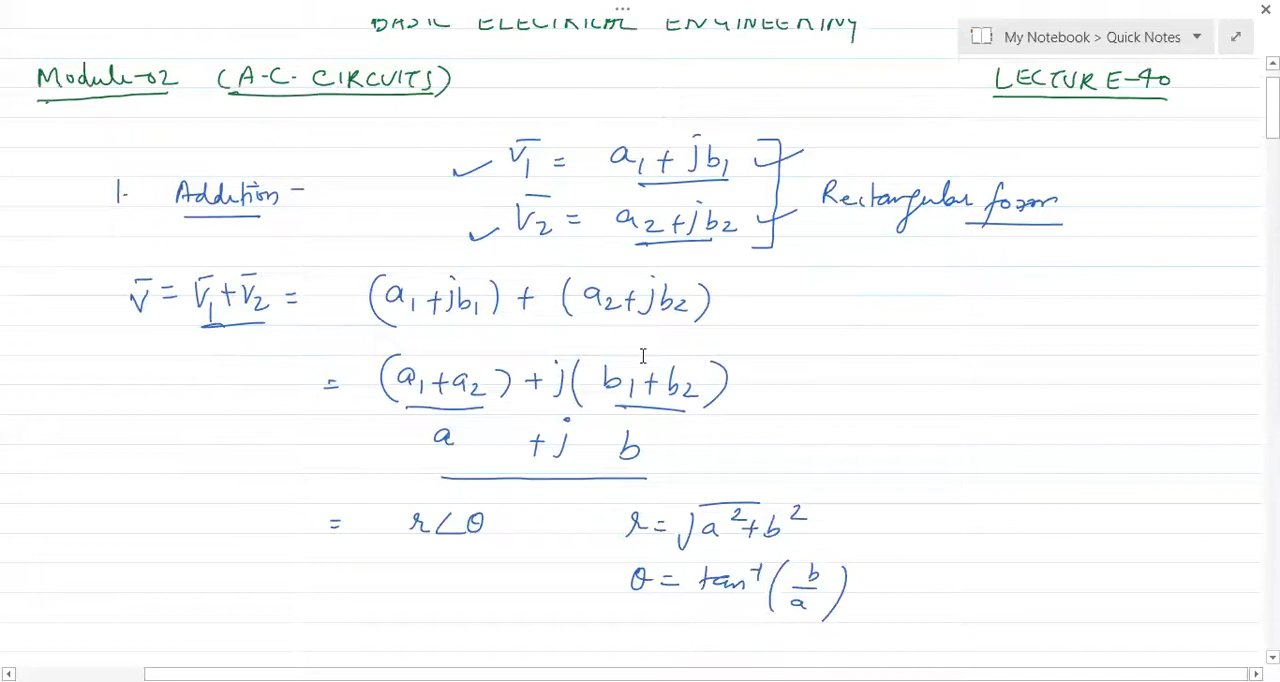 BASIC ELECTRICAL ENGINEERING
My Notebook > Quick Notes
Module-02 (A-C- CIRCUITS) LECTURE-40
1. Addition -
V̄1 = a1 + jb1
V̄2 = a2 + jb2
Rectangular form
V̄ = V̄1 + V̄2 = (a1 + jb1) + (a2 + jb2)
= (a1 + a2) + j(b1 + b2)
a + j b
= r∠θ r = √a² + b²
θ = tan⁻¹(b/a)